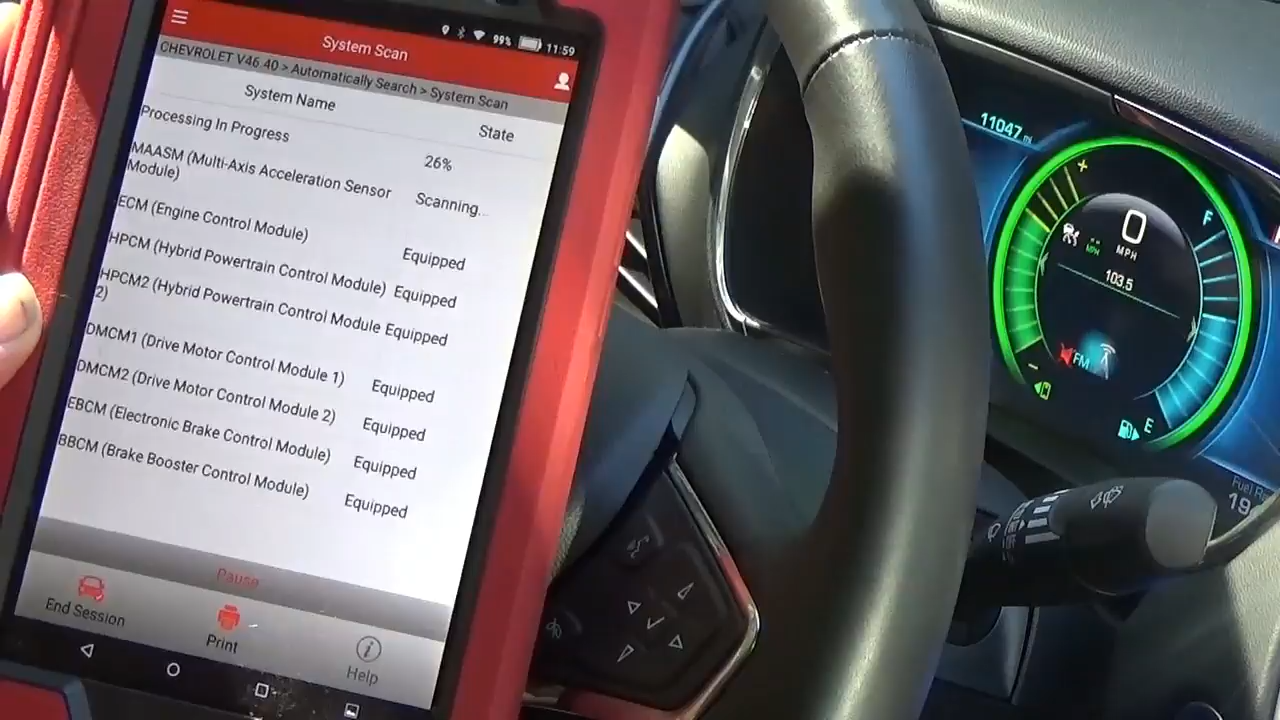 99% 11:59
System Scan
CHEVROLET V46.40 > Automatically Search > System Scan
System Name State
Processing In Progress 26%
MAASM (Multi-Axis Acceleration Sensor Scanning...
Module)
ECM (Engine Control Module) Equipped
HPCM (Hybrid Powertrain Control Module) Equipped
HPCM2 (Hybrid Powertrain Control Module Equipped
2)
DMCM1 (Drive Motor Control Module 1) Equipped
DMCM2 (Drive Motor Control Module 2) Equipped
EBCM (Electronic Brake Control Module) Equipped
BBCM (Brake Booster Control Module) Equipped
Pause
End Session
Print
Help
11047 mi
+
F
0
MPH
-- MPH
103.5
FM
-
E
Fuel
19